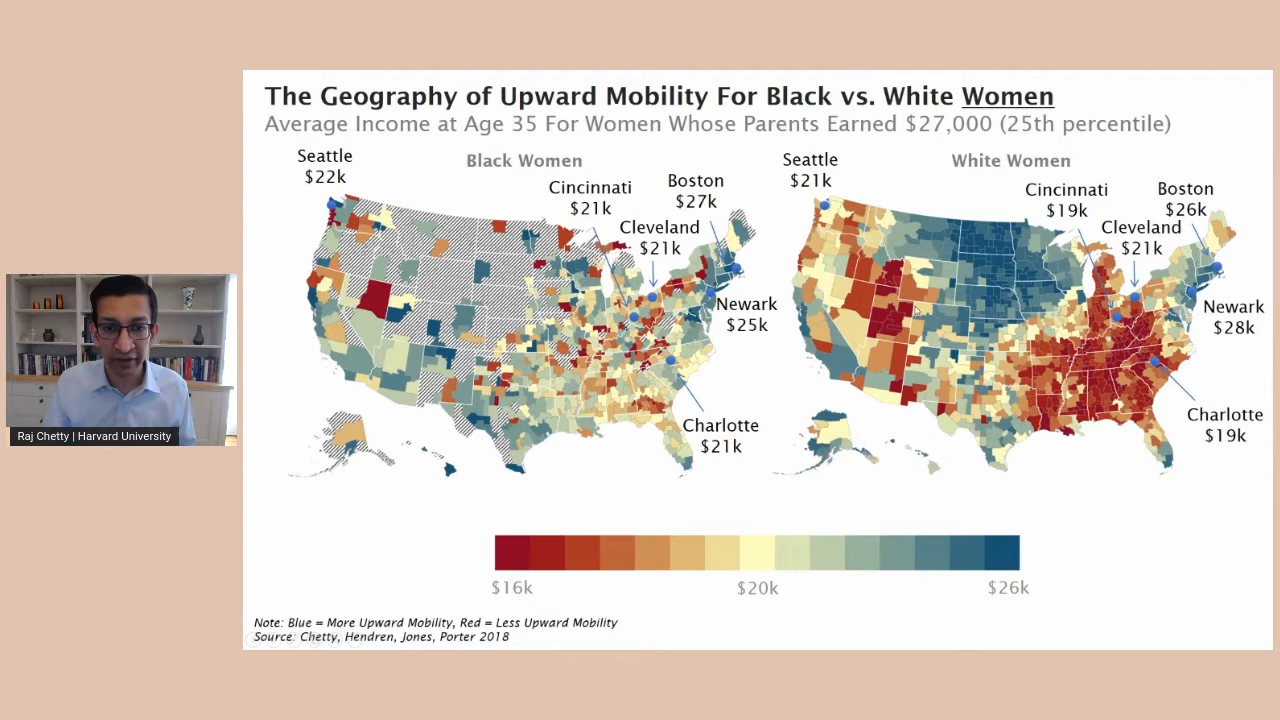 The Geography of Upward Mobility For Black vs. White Women
Average Income at Age 35 For Women Whose Parents Earned $27,000 (25th percentile)
Black Women
Seattle
$22k
Cincinnati
$21k
Boston
$27k
Cleveland
$21k
Newark
$25k
Charlotte
$21k
White Women
Seattle
$21k
Cincinnati
$19k
Boston
$26k
Cleveland
$21k
Newark
$28k
Charlotte
$19k
$16k
$20k
$26k
Note: Blue = More Upward Mobility, Red = Less Upward Mobility
Source: Chetty, Hendren, Jones, Porter 2018
Raj Chetty | Harvard University